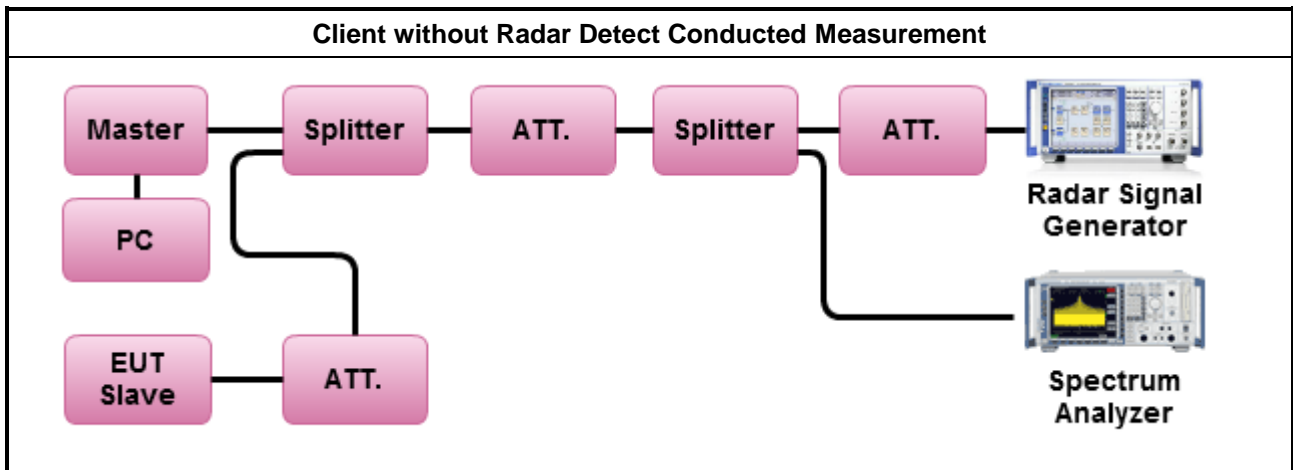 Client without Radar Detect Conducted Measurement
Master
Splitter
ATT.
Splitter
ATT.
Radar Signal
Generator
PC
EUT
Slave
ATT.
Spectrum
Analyzer